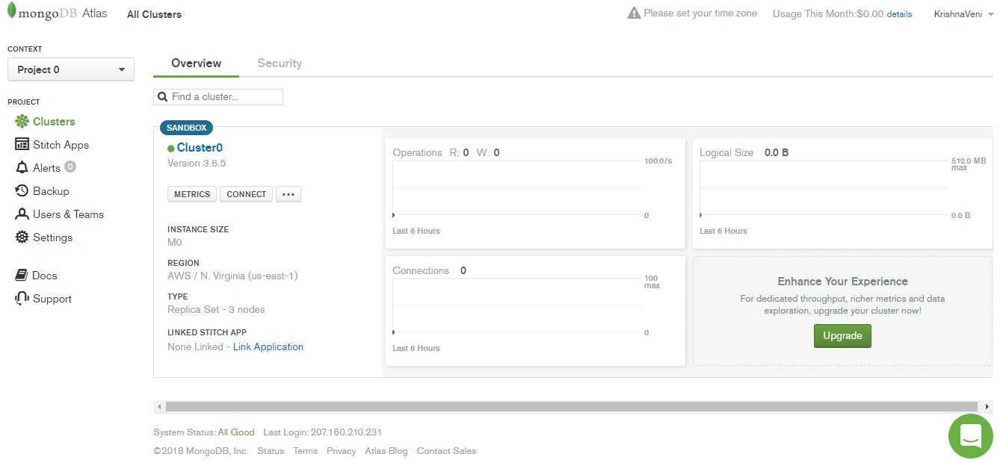 mongoDB Atlas All Clusters
Please set your time zone Usage This Month:$0.00 details KrishnaVeni
CONTEXT
Project 0
PROJECT
Clusters
Stitch Apps
Alerts 0
Backup
Users & Teams
Settings
Docs
Support
Overview Security
Find a cluster...
SANDBOX
Cluster0
Version 3.6.5
METRICS CONNECT •••
INSTANCE SIZE
M0
REGION
AWS / N. Virginia (us-east-1)
TYPE
Replica Set - 3 nodes
LINKED STITCH APP
None Linked - Link Application
Operations R: 0 W: 0
100.0/s
0
Last 6 Hours
Logical Size 0.0 B
512.0 MB
max
0.0 B
Last 6 Hours
Connections 0
100
max
0
Last 6 Hours
Enhance Your Experience
For dedicated throughput, richer metrics and data
exploration, upgrade your cluster now!
Upgrade
System Status: All Good Last Login: 207.160.210.231
©2018 MongoDB, Inc. Status Terms Privacy Atlas Blog Contact Sales